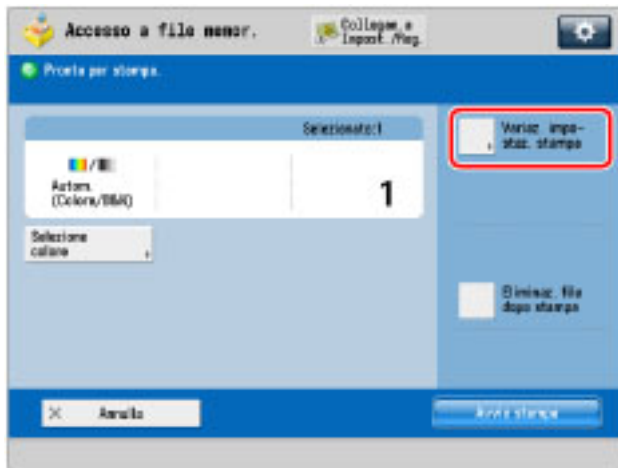 Accesso a file memor.
Collegam. a
Impost./Reg.
Pronta per stampa.
Selezionato:1
Variaz. impo-
staz. stampa
Autom.
(Colore/B&N)
1
Selezione
colore
Eliminaz. file
dopo stampa
Annulla
Avvio stampa